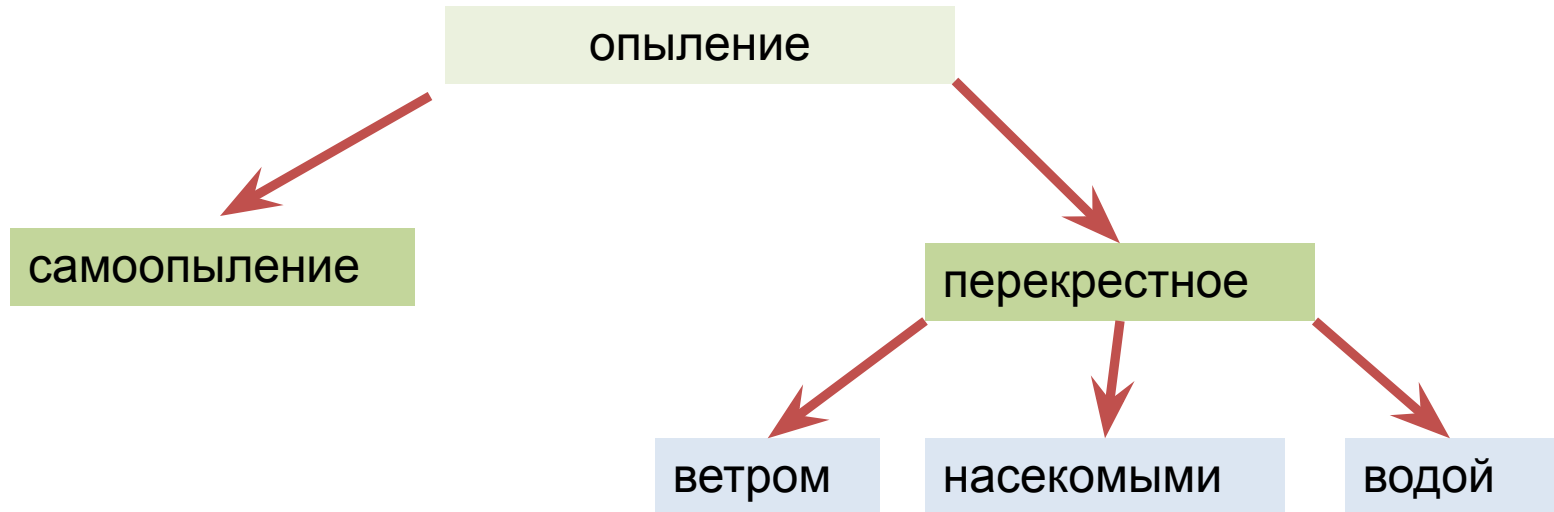 опыление
самоопыление
перекрестное
ветром
насекомыми
водой